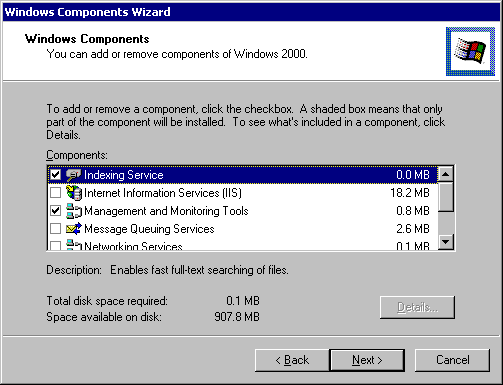 Windows Components Wizard
Windows Components
You can add or remove components of Windows 2000.
To add or remove a component, click the checkbox. A shaded box means that only
part of the component will be installed. To see what's included in a component, click
Details.
Components:
Indexing Service 0.0 MB
Internet Information Services (IIS) 18.2 MB
Management and Monitoring Tools 0.8 MB
Message Queuing Services 2.6 MB
Networking Services 0.1 MB
Description: Enables fast full-text searching of files.
Total disk space required: 0.1 MB
Space available on disk: 907.8 MB
Details...
< Back Next > Cancel